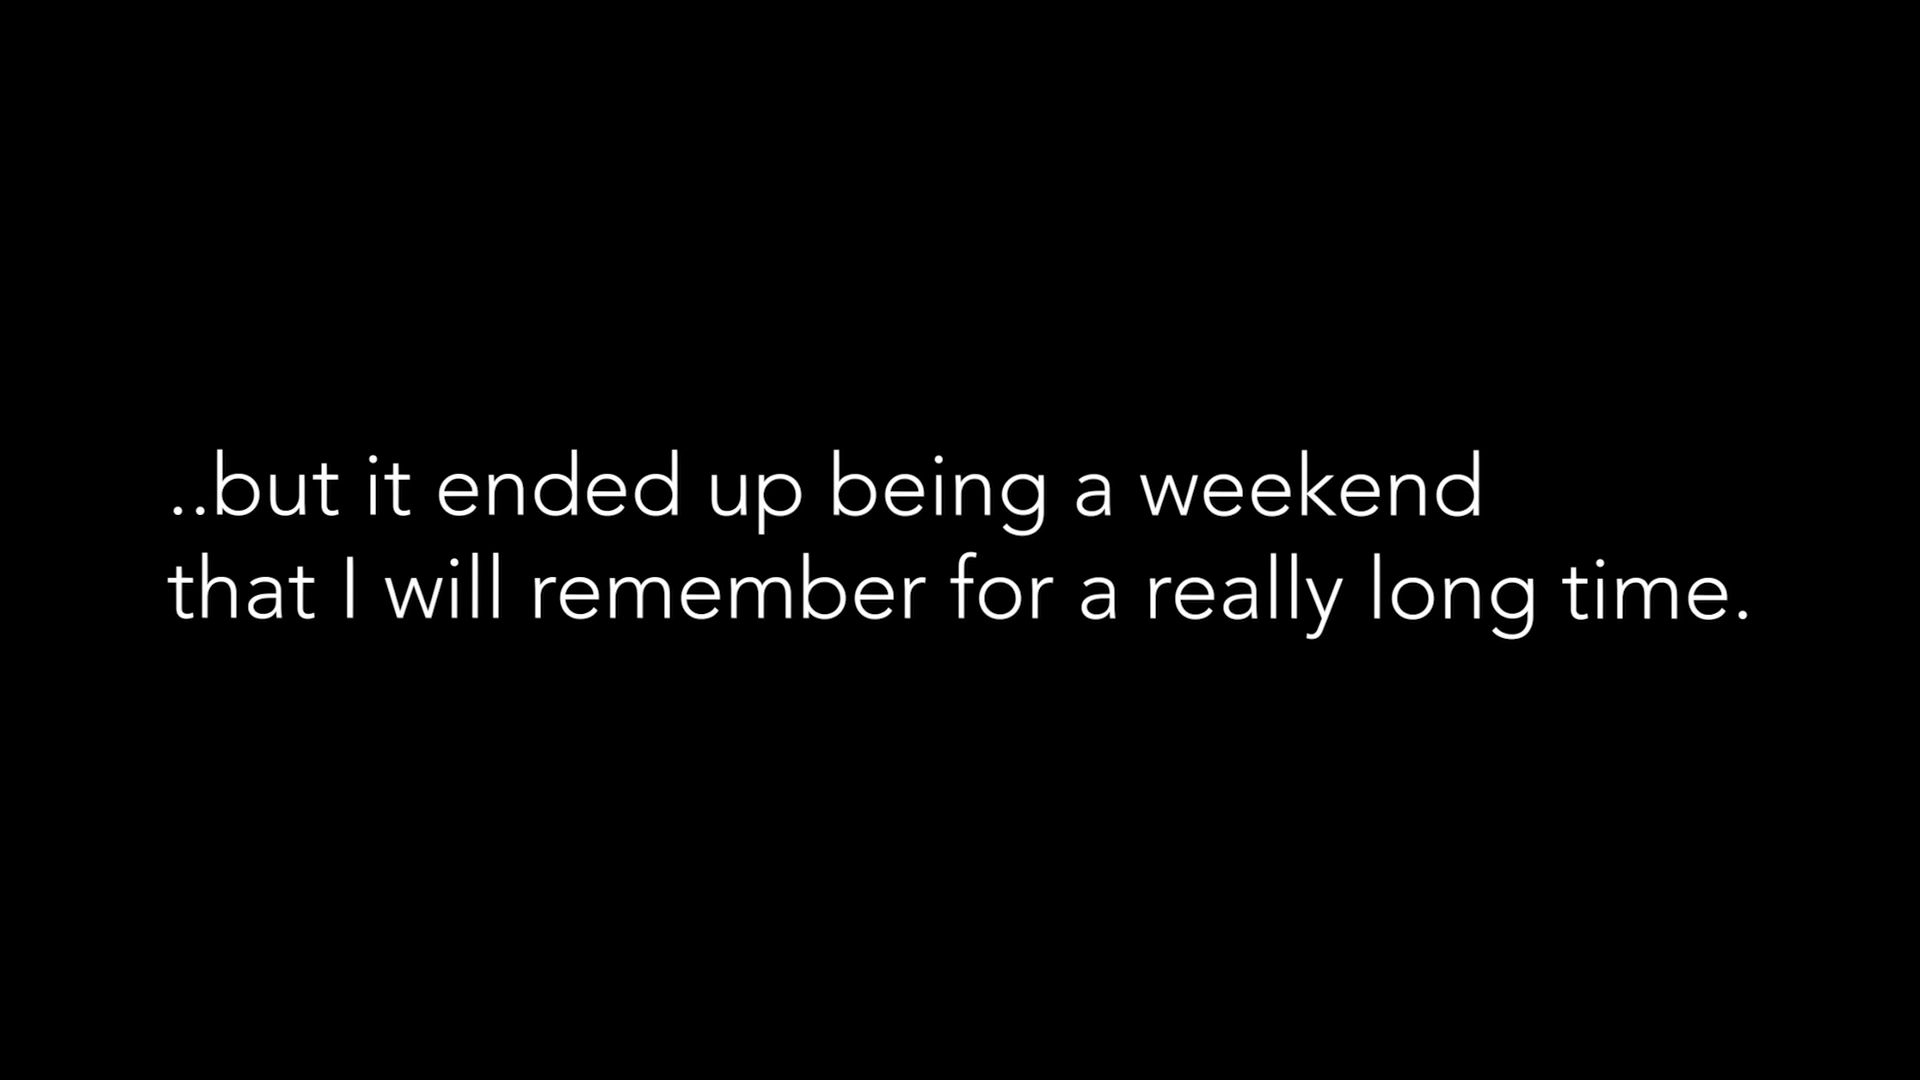 ..but it ended up being a weekend
that I will remember for a really long time.